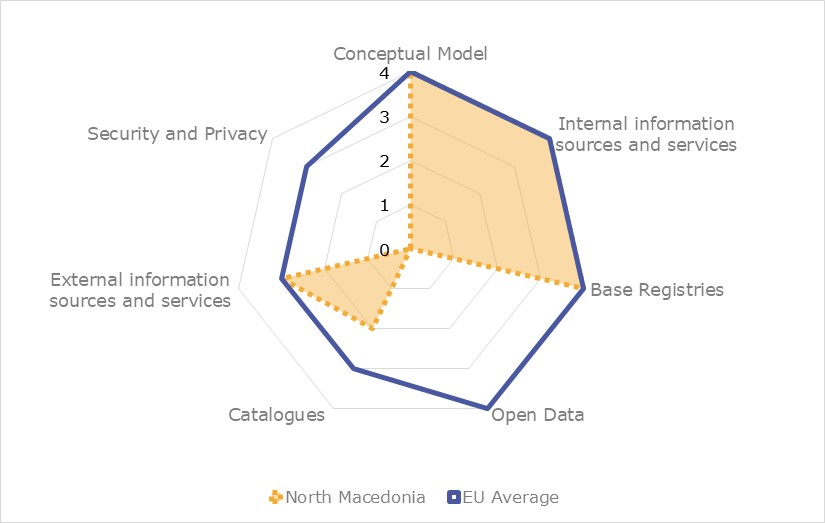 Conceptual Model
4
3
2
1
0
Internal information
sources and services
Security and Privacy
External information
sources and services
Base Registries
Catalogues
Open Data
North Macedonia
EU Average